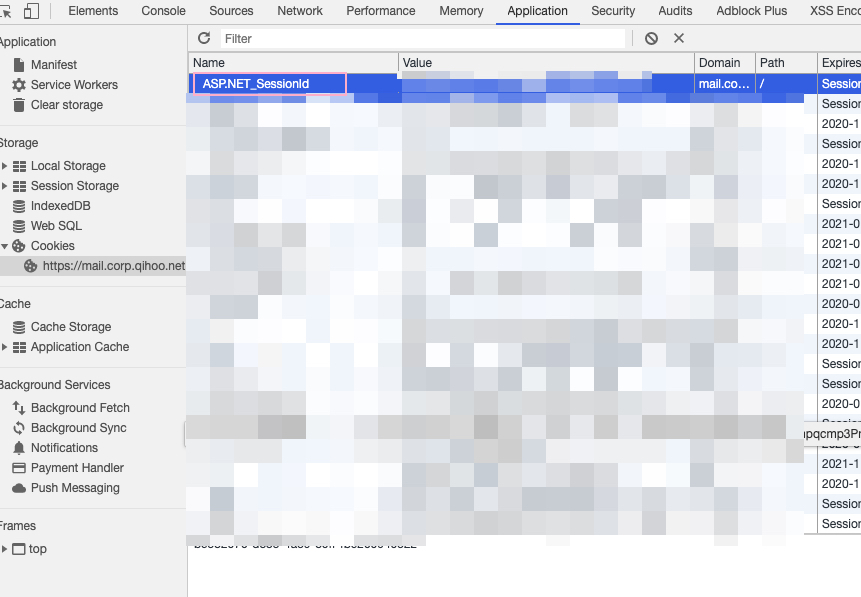 Elements Console Sources Network Performance Memory Application Security Audits Adblock Plus XSS Enco
Application
Manifest
Service Workers
Clear storage
Storage
Local Storage
Session Storage
IndexedDB
Web SQL
Cookies
https://mail.corp.qihoo.net
Cache
Cache Storage
Application Cache
Background Services
Background Fetch
Background Sync
Notifications
Payment Handler
Push Messaging
Frames
top
Filter
Name Value Domain Path Expires
ASP.NET_SessionId mail.co... / Session
Session
2020-1
Session
2020-1
2020-1
Session
2021-0
2021-0
2021-0
2021-0
2020-0
2020-1
2020-1
Session
Session
2020-0
pqcmp3Pr
2021-1
2020-1
Session
Session